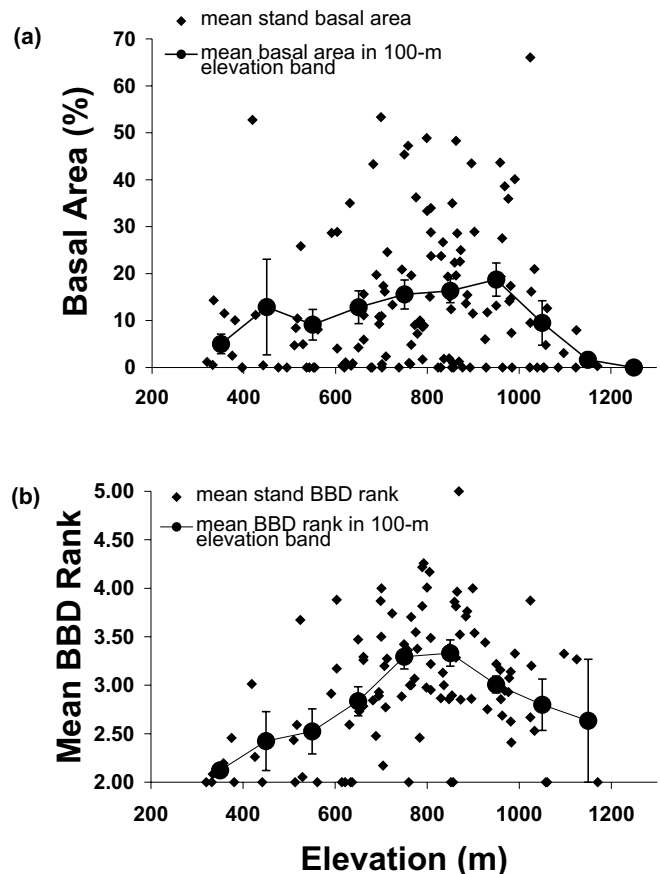 (a)
mean stand basal area
mean basal area in 100-m
elevation band
70
60
50
40
30
20
10
0
Basal Area (%)
200 400 600 800 1000 1200
(b)
mean stand BBD rank
mean BBD rank in 100-m
elevation band
5.00
4.50
4.00
3.50
3.00
2.50
2.00
Mean BBD Rank
200 400 600 800 1000 1200
Elevation (m)